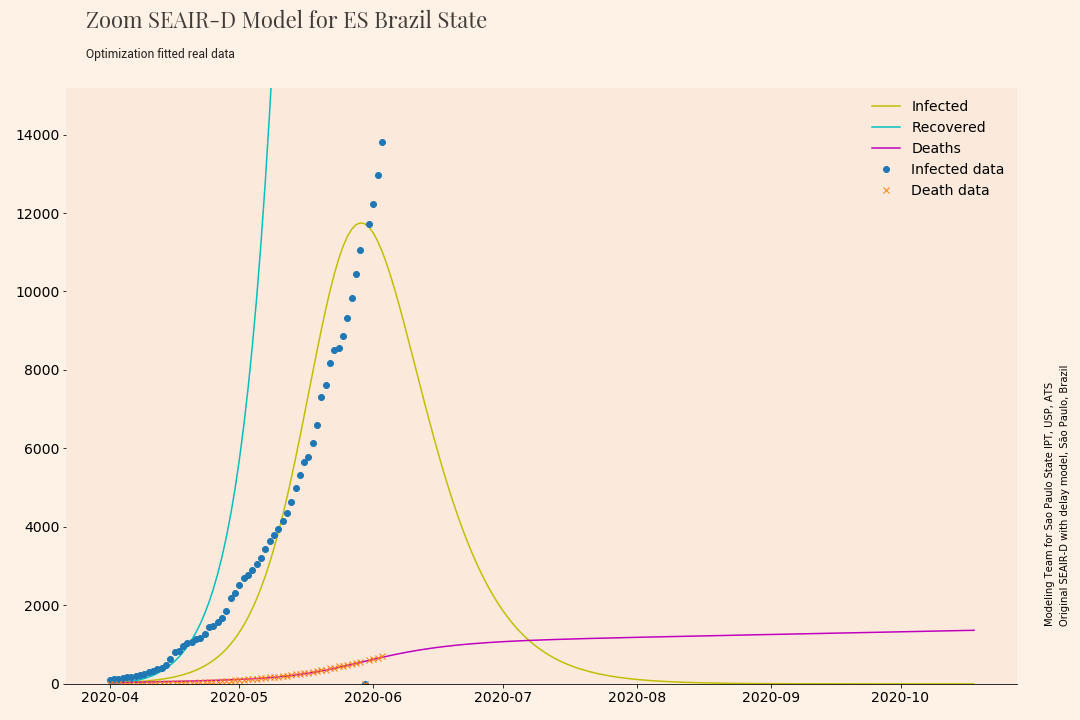 Zoom SEAIR-D Model for ES Brazil State
Optimization fitted real data
Infected
Recovered
Deaths
Infected data
Death data
14000
12000
10000
8000
6000
4000
2000
0
2020-04 2020-05 2020-06 2020-07 2020-08 2020-09 2020-10
Modeling Team for Sao Paulo State IPT, USP, ATS
Original SEAIR-D with delay model, São Paulo, Brazil